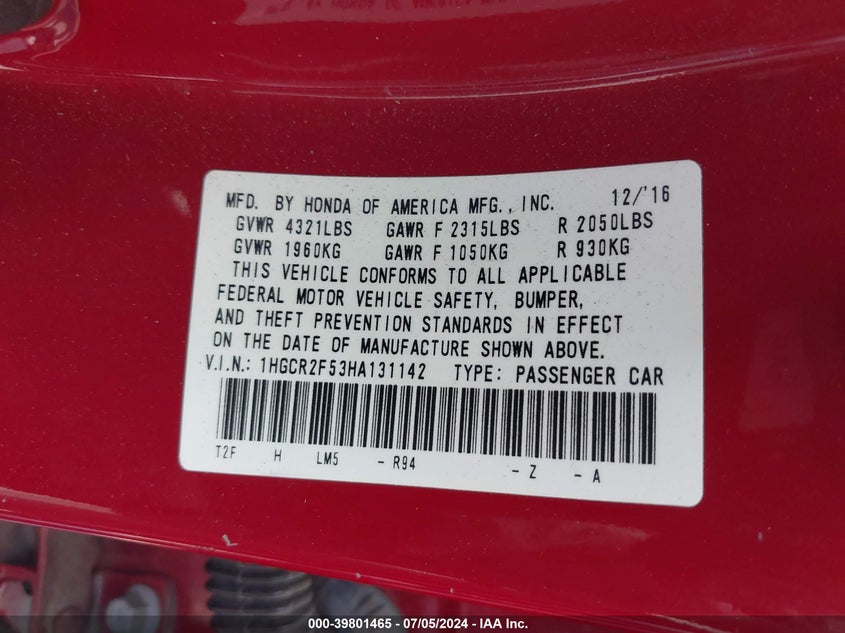 MFD. BY HONDA OF AMERICA MFG., INC. 12/'16
GVWR 4321LBS GAWR F 2315LBS R 2050LBS
GVWR 1960KG GAWR F 1050KG R 930KG
THIS VEHICLE CONFORMS TO ALL APPLICABLE
FEDERAL MOTOR VEHICLE SAFETY, BUMPER,
AND THEFT PREVENTION STANDARDS IN EFFECT
ON THE DATE OF MANUFACTURE SHOWN ABOVE.
V.I.N.: 1HGCR2F53HA131142 TYPE: PASSENGER CAR
T2F H LM5 - R94 - Z - A
000-39801465 - 07/05/2024 - IAA Inc.